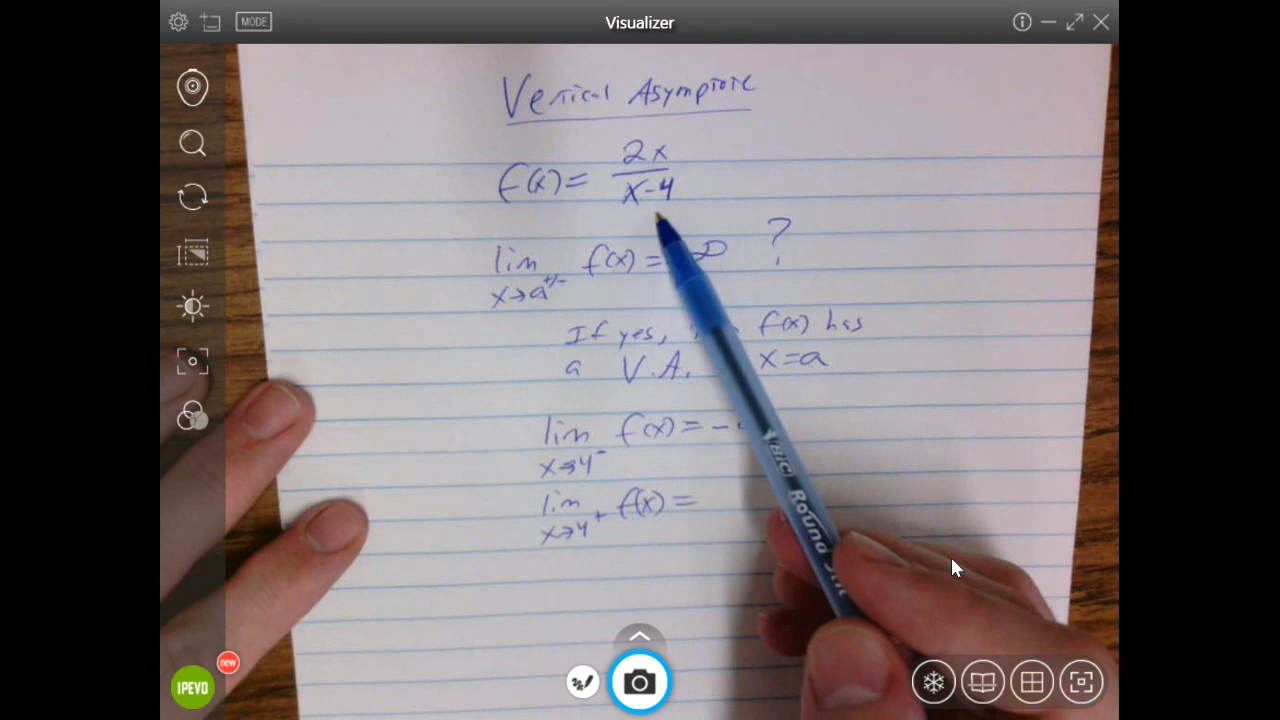 MODE
Visualizer
Vertical Asymptote
f(x) = 2x
x-4
lim f(x) = ∞ ?
x→a+/-
If yes, f(x) has
a V.A. x=a
lim f(x) = -
x→4-
lim f(x) =
x→4+
BIC Round Stic
new
IPEVO